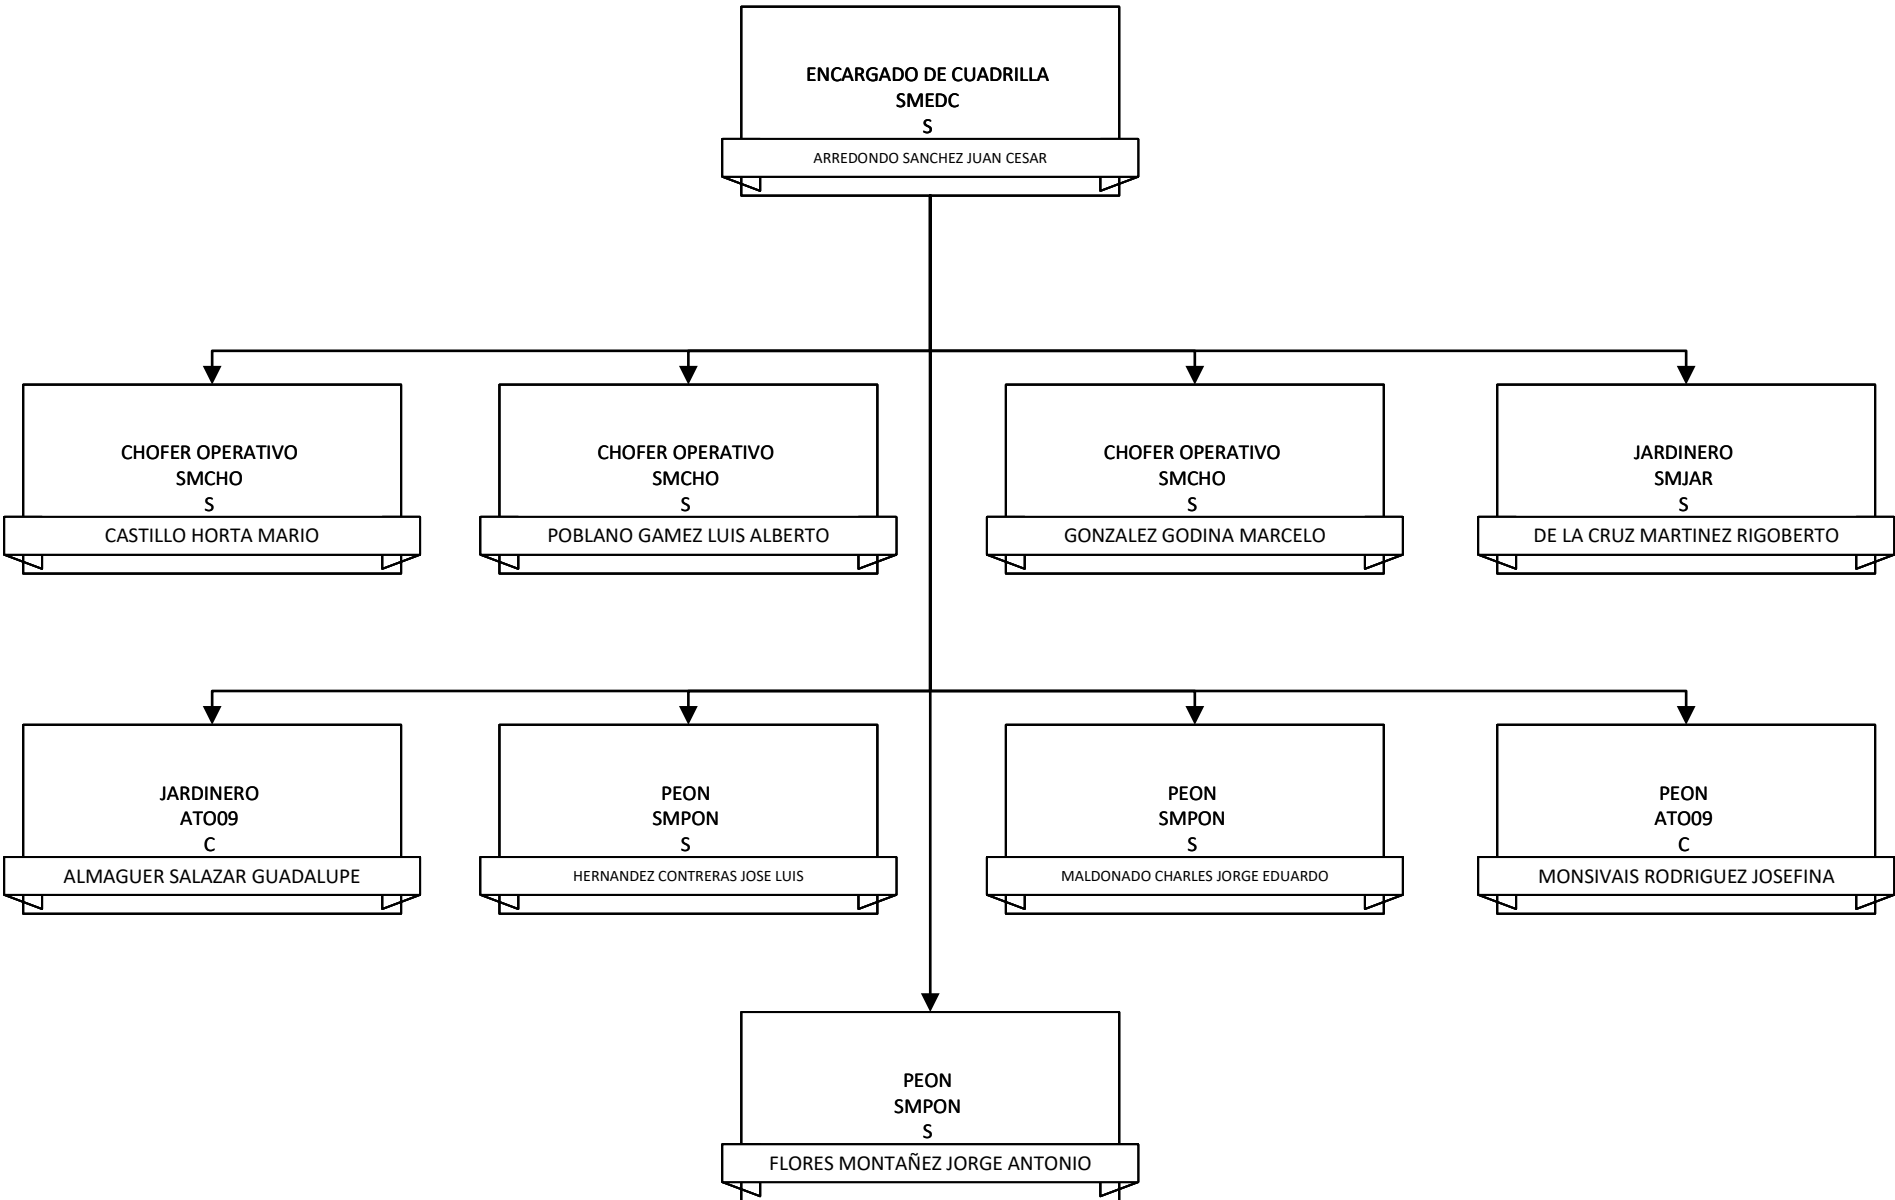 ENCARGADO DE CUADRILLA
SMEDC
S
ARREDONDO SANCHEZ JUAN CESAR
CHOFER OPERATIVO
SMCHO
S
CASTILLO HORTA MARIO
CHOFER OPERATIVO
SMCHO
S
POBLANO GAMEZ LUIS ALBERTO
CHOFER OPERATIVO
SMCHO
S
GONZALEZ GODINA MARCELO
JARDINERO
SMJAR
S
DE LA CRUZ MARTINEZ RIGOBERTO
JARDINERO
ATO09
C
ALMAGUER SALAZAR GUADALUPE
PEON
SMPON
S
HERNANDEZ CONTRERAS JOSE LUIS
PEON
SMPON
S
MALDONADO CHARLES JORGE EDUARDO
PEON
ATO09
C
MONSIVAIS RODRIGUEZ JOSEFINA
PEON
SMPON
S
FLORES MONTAÑEZ JORGE ANTONIO